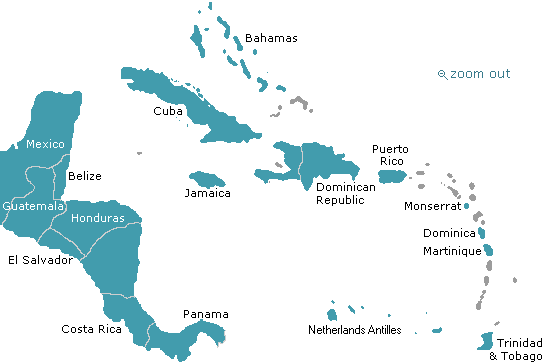 Bahamas
zoom out
Cuba
Mexico
Puerto
Rico
Belize
Jamaica
Dominican
Republic
Guatemala
Monserrat
Honduras
Dominica
Martinique
El Salvador
Panama
Costa Rica
Netherlands Antilles
Trinidad
& Tobago